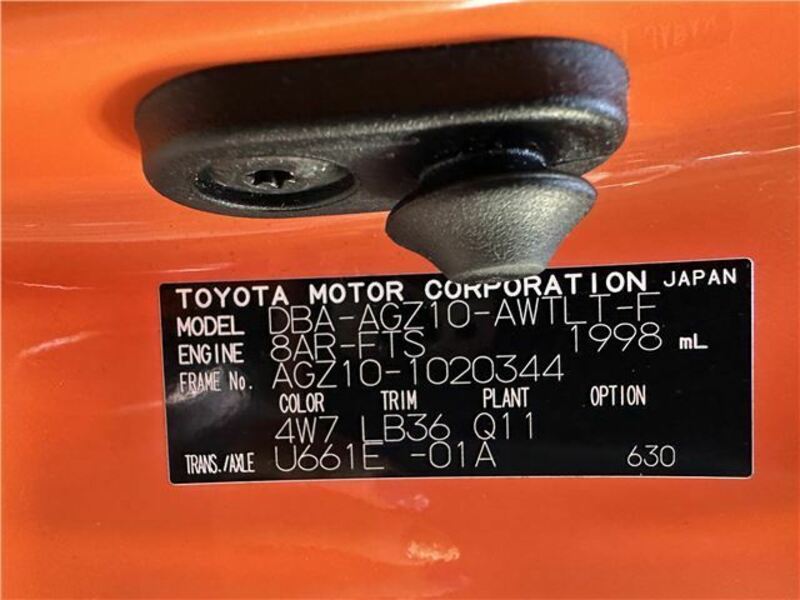 TOYOTA MOTOR CORPORATION JAPAN
MODEL DBA-AGZ10-AWTLT-F
ENGINE 8AR-FTS 1998 mL
FRAME No. AGZ10-1020344
COLOR TRIM PLANT OPTION
4W7 LB36 Q11
TRANS./AXLE U661E -01A 630